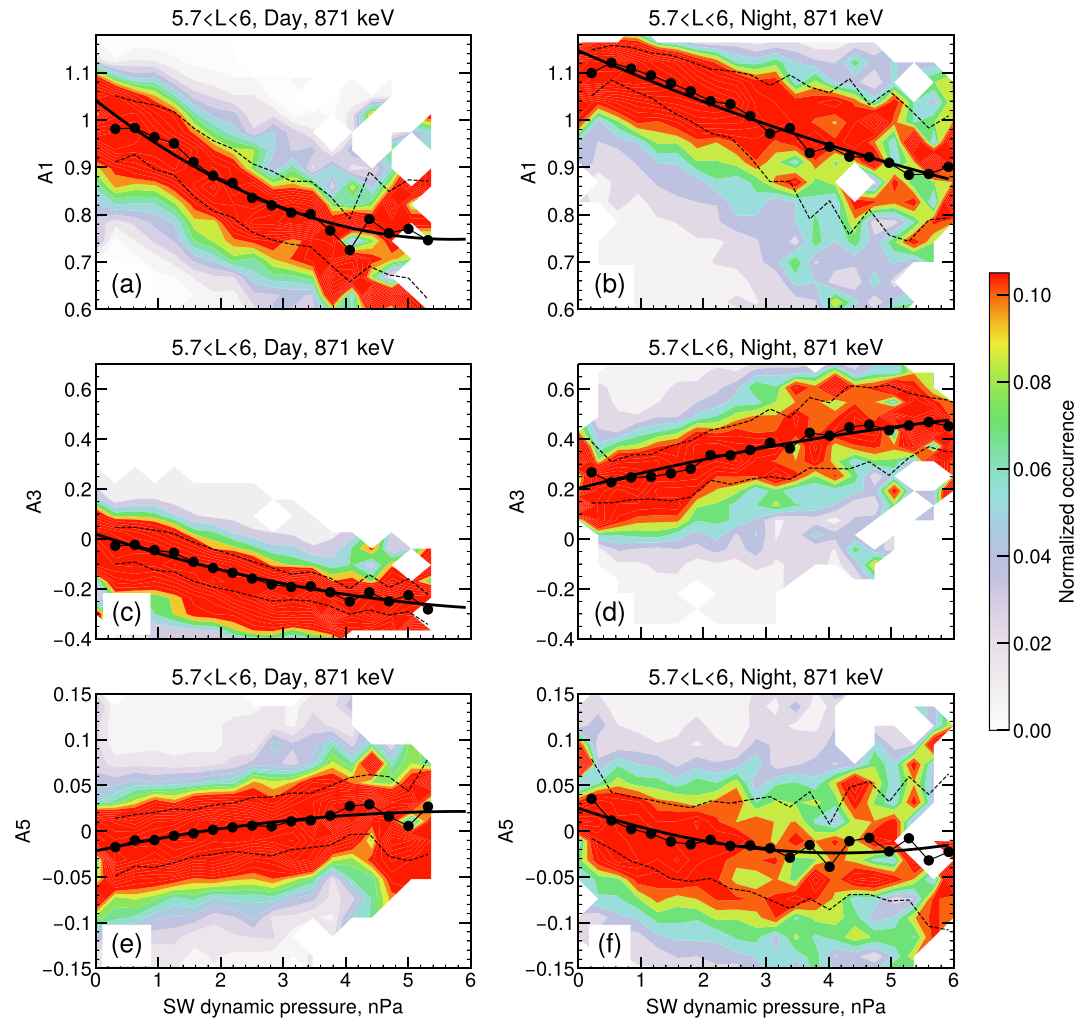 5.7<L<6, Day, 871 keV
5.7<L<6, Night, 871 keV
1.1
1
0.9
0.8
0.7
0.6
A1
(a)
1.1
1
0.9
0.8
0.7
0.6
A1
(b)
5.7<L<6, Day, 871 keV
5.7<L<6, Night, 871 keV
0.6
0.4
0.2
0
−0.2
−0.4
A3
(c)
0.6
0.4
0.2
0
−0.2
−0.4
A3
(d)
5.7<L<6, Day, 871 keV
5.7<L<6, Night, 871 keV
0.15
0.1
0.05
0
−0.05
−0.1
−0.15
A5
(e)
0 1 2 3 4 5 6
SW dynamic pressure, nPa
0.15
0.1
0.05
0
−0.05
−0.1
−0.15
A5
(f)
0 1 2 3 4 5 6
SW dynamic pressure, nPa
0.10
0.08
0.06
0.04
0.02
0.00
Normalized occurrence